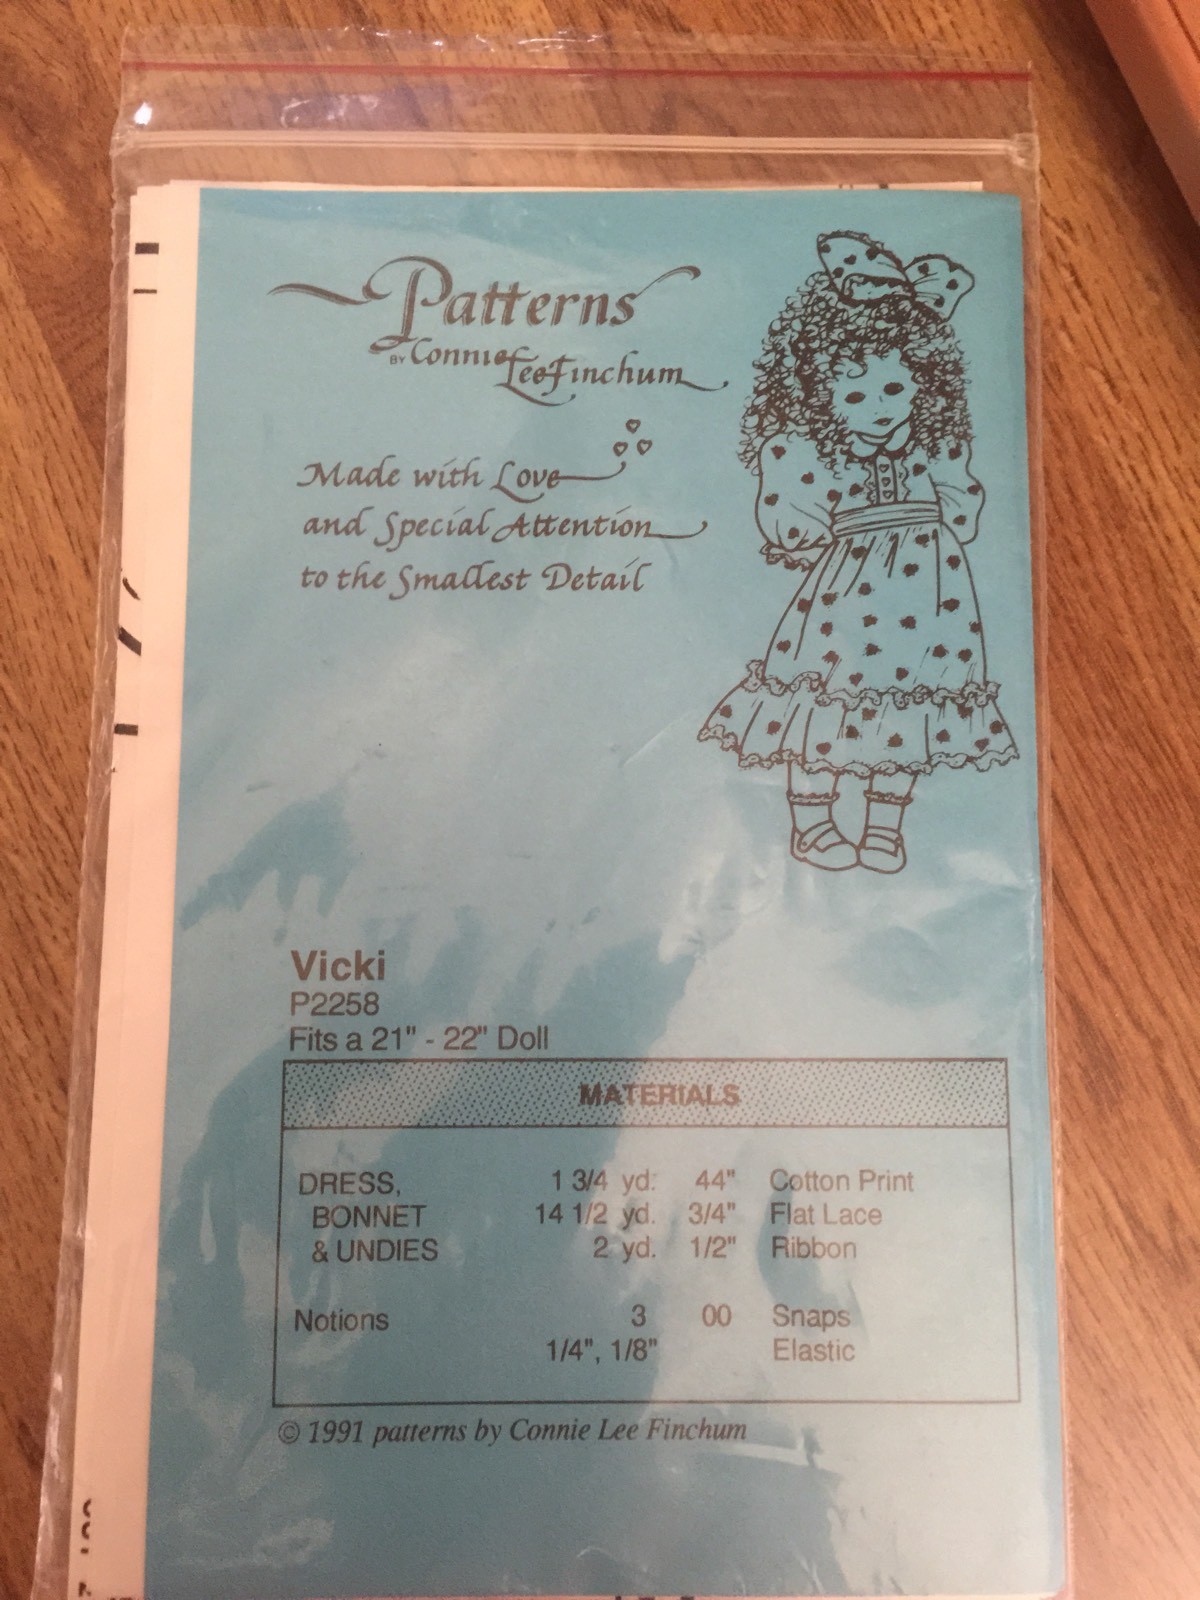 Patterns
BY Connie
Lee Finchum
Made with Love
and Special Attention
to the Smallest Detail
Vicki
P2258
Fits a 21" - 22" Doll
MATERIALS
DRESS, 1 3/4 yd. 44" Cotton Print
BONNET 14 1/2 yd. 3/4" Flat Lace
& UNDIES 2 yd. 1/2" Ribbon
Notions 3 00 Snaps
1/4", 1/8" Elastic
© 1991 patterns by Connie Lee Finchum